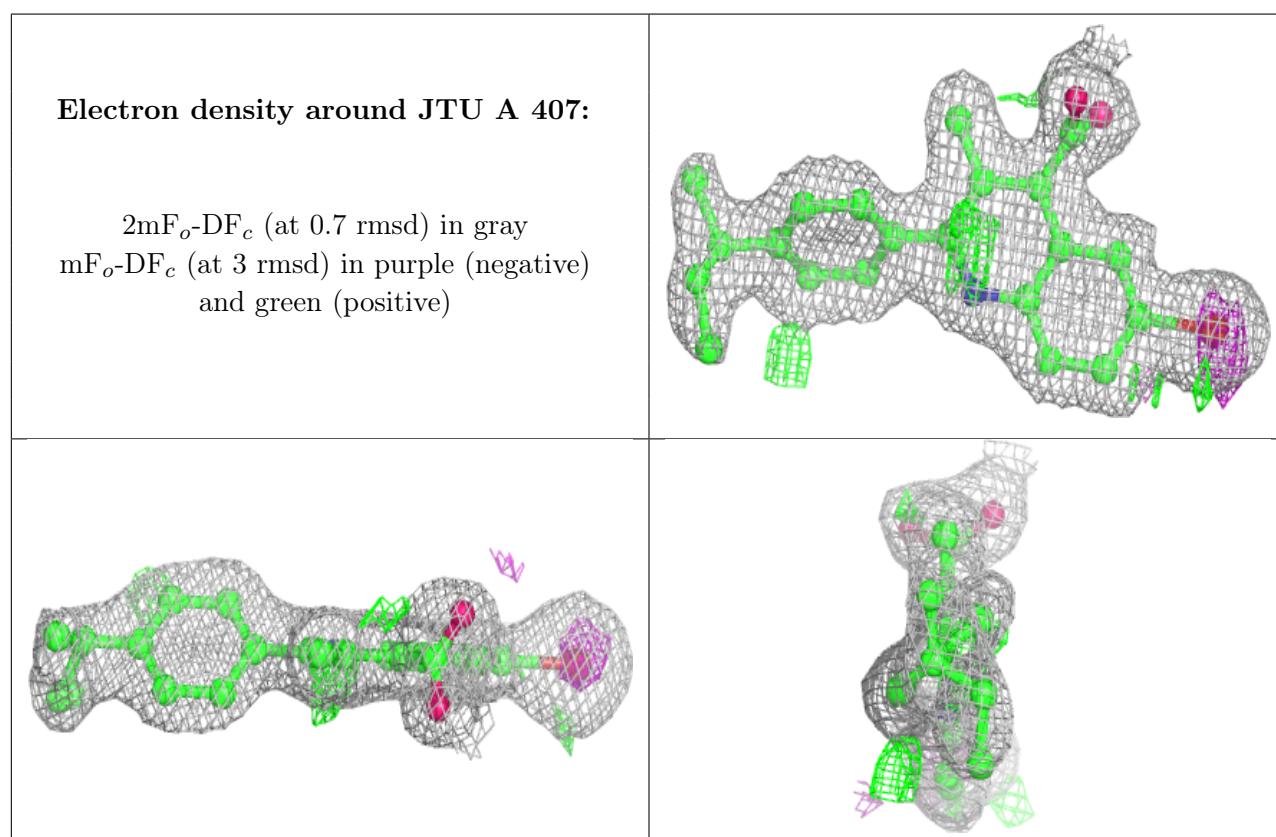 Electron density around JTU A 407:
2mFo-DFc (at 0.7 rmsd) in gray
mFo-DFc (at 3 rmsd) in purple (negative)
and green (positive)